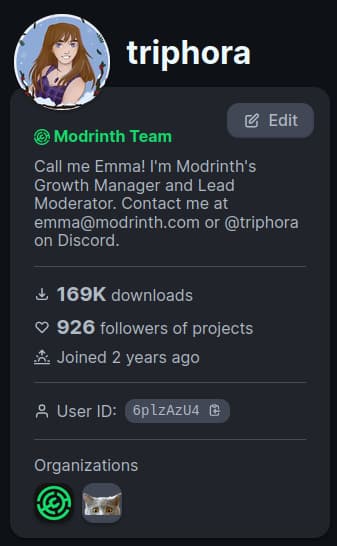 triphora
Edit
Modrinth Team
Call me Emma! I'm Modrinth's
Growth Manager and Lead
Moderator. Contact me at
emma@modrinth.com or @triphora
on Discord.
169K downloads
926 followers of projects
Joined 2 years ago
User ID: 6plzAzU4
Organizations